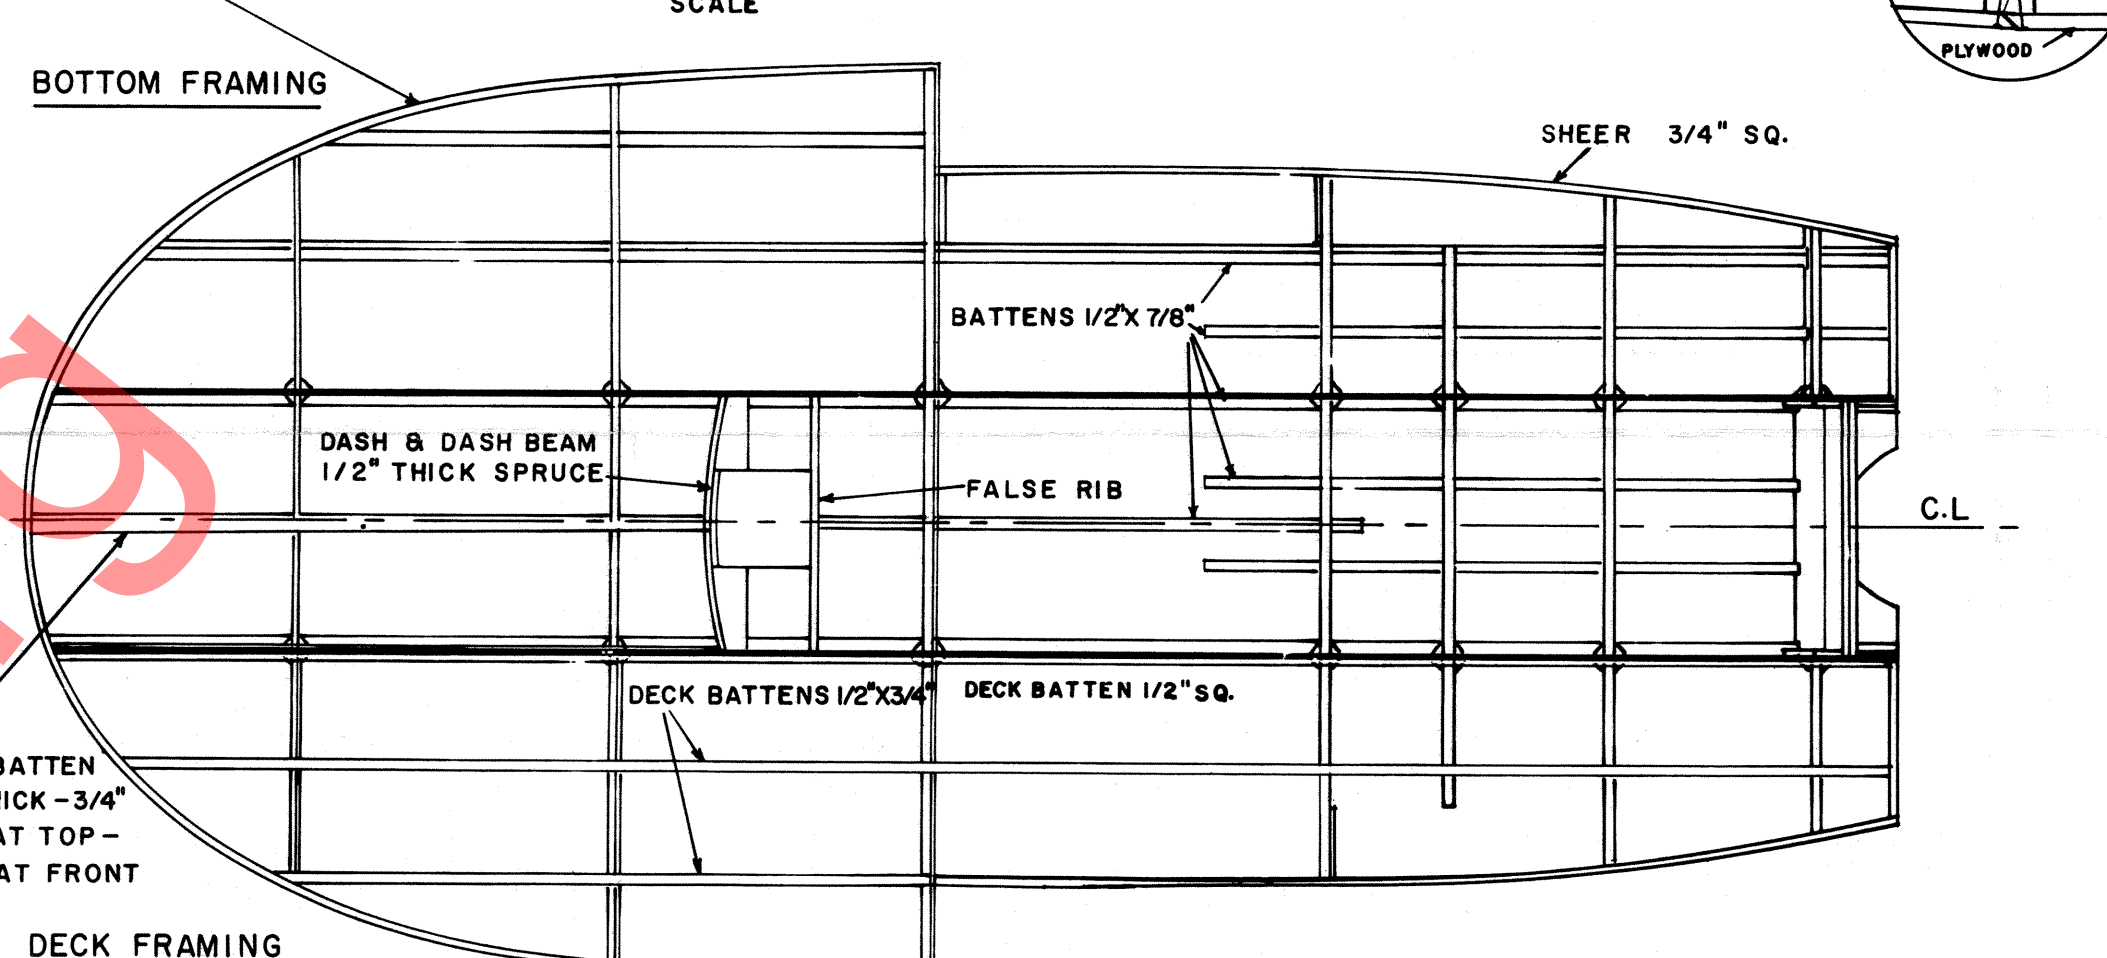 SCALE
PLYWOOD
BOTTOM FRAMING
SHEER 3/4" SQ.
BATTENS 1/2"X 7/8"
DASH & DASH BEAM
1/2" THICK SPRUCE
FALSE RIB
C.L
DECK BATTENS 1/2"X3/4"
DECK BATTEN 1/2" SQ.
BATTEN
ICK-3/4"
AT TOP-
AT FRONT
DECK FRAMING
g